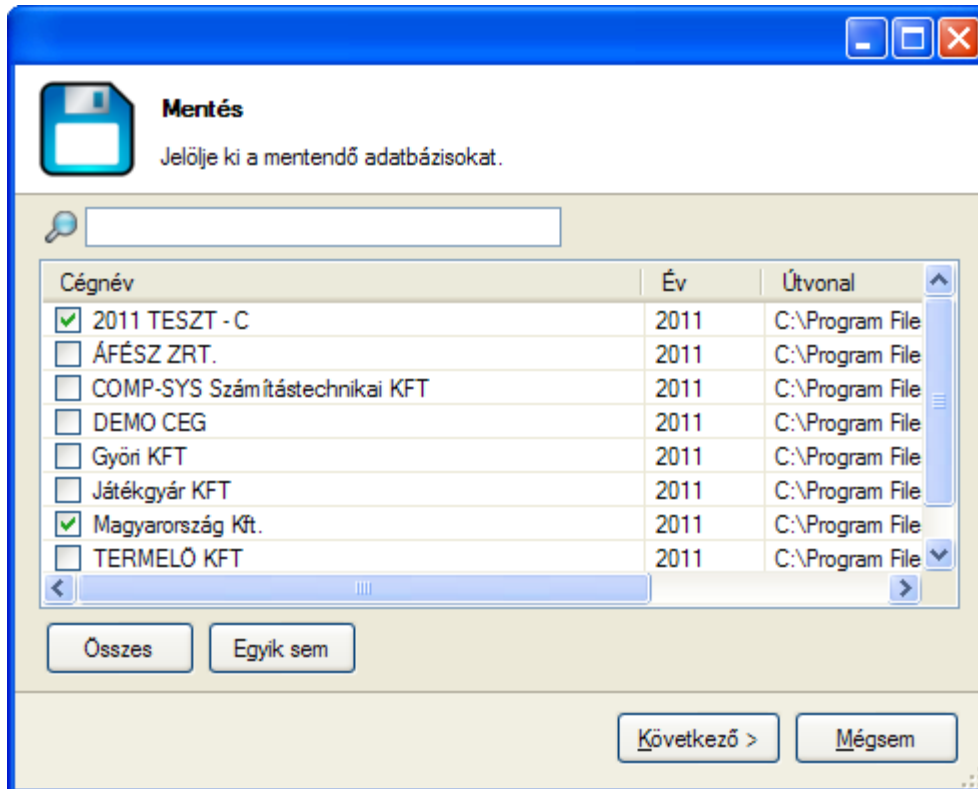 Mentés
Jelölje ki a mentendő adatbázisokat.
Cégnév Év Útvonal
2011 TESZT - C 2011 C:\Program File
ÁFÉSZ ZRT. 2011 C:\Program File
COMP-SYS Számítástechnikai KFT 2011 C:\Program File
DEMO CEG 2011 C:\Program File
Györi KFT 2011 C:\Program File
Játékgyár KFT 2011 C:\Program File
Magyarország Kft. 2011 C:\Program File
TERMELÖ KFT 2011 C:\Program File
Összes Egyik sem
Következő > Mégsem